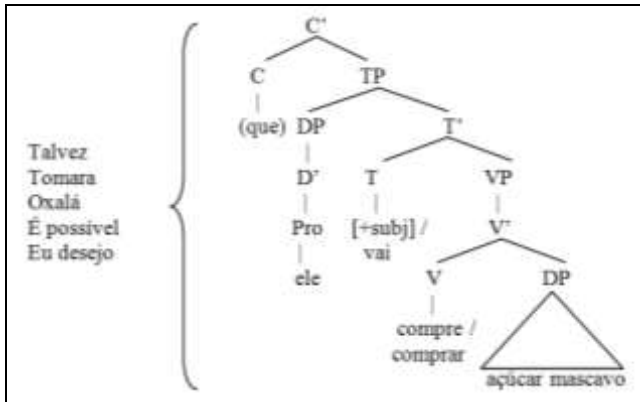 C'
C TP
(que) DP T'
Talvez
Tomara
Oxalá
É possível
Eu desejo
D' T VP
Pro [+subj] / V'
vai
ele V DP
compre /
comprar
açúcar mascavo